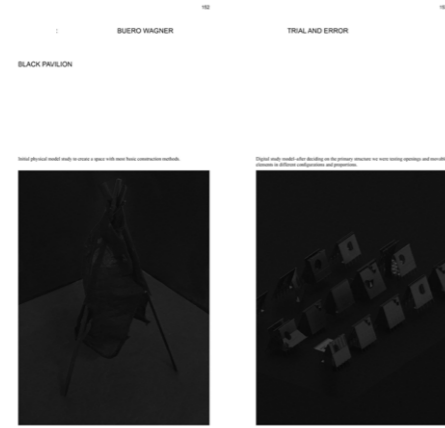 152
:
BUERO WAGNER
BLACK PAVILION
Initial physical model study to create a space with most basic construction methods.
TRIAL AND ERROR
Digital study model-after deciding on the primary structure we were testing openings and movable
elements in different configurations and proportions.